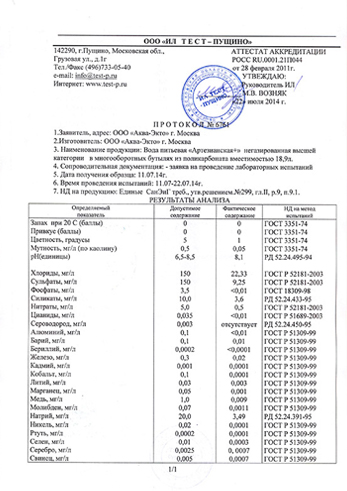 ООО «ИЛ ТЕСТ–ПУЩИНО»
142290, г.Пущино, Московская обл., АТТЕСТАТ АККРЕДИТАЦИИ
Грузовая ул., д.1г РОСС RU.0001.21П044
Тел./Факс (496)733-05-40 от 28 февраля 2011г.
e-mail: info@test-p.ru УТВЕРЖДАЮ:
Интернет: www.test-p.ru Руководитель ИЛ
М.В. ВОЗНЯК
«22» июля 2014 г.
ИЛ ТЕСТ
-ПУЩИНО
ПРОТОКОЛ № 6761
1.Заявитель, адрес: ООО «Аква-Экто» г. Москва
2.Изготовитель: ООО «Аква-Экто» г. Москва
3. Наименование продукции: Вода питьевая «Артезианская+» негазированная высшей
категории в многооборотных бутылях из поликарбоната вместимостью 18,9л.
4. Сопроводительная документация: - заявка на проведение лабораторных испытаний
5. Дата получения образца: 11.07.14г.
6. Время проведения испытаний: 11.07-22.07.14г.
7. НД на продукцию: Единые СанЭиГ треб., утв.решением.№299, гл.II, р.9, п.9.1.
РЕЗУЛЬТАТЫ АНАЛИЗА
Определяемый показатель Допустимое содержание Фактическое содержание НД на метод испытаний
Запах при 20 С (баллы) 0 0 ГОСТ 3351-74
Привкус (баллы) 0 0 ГОСТ 3351-74
Цветность, градусы 5 1 ГОСТ 3351-74
Мутность, мг/л (по каолину) 0,5 0,05 ГОСТ 3351-74
рН(единицы) 6,5-8,5 8,1 РД 52.24.495-94
Хлориды, мг/л 150 22,33 ГОСТ Р 52181-2003
Сульфаты, мг/л 150 9,25 ГОСТ Р 52181-2003
Фосфаты, мг/л 3,5 <0,01 ГОСТ 18309-98
Силикаты, мг/л 10,0 3,6 РД 52.24.433-95
Нитраты, мг/л 5,0 0,5 ГОСТ Р 52181-2003
Цианиды, мг/л 0,035 <0,01 ГОСТ Р 51689-2003
Сероводород, мг/л 0,003 отсутствует РД 52.24.450-95
Алюминий, мг/л 0,1 <0,01 ГОСТ Р 51309-99
Барий, мг/л 0,1 0,01 ГОСТ Р 51309-99
Бериллий, мг/л 0,0002 <0,0001 ГОСТ Р 51309-99
Железо, мг/л 0,3 0,02 ГОСТ Р 51309-99
Кадмий, мг/л 0,001 0,0001 ГОСТ Р 51309-99
Кобальт, мг/л 0,1 0,0001 ГОСТ Р 51309-99
Литий, мг/л 0,03 0,003 ГОСТ Р 51309-99
Марганец, мг/л 0,05 0,001 ГОСТ Р 51309-99
Медь, мг/л 1,0 0,009 ГОСТ Р 51309-99
Молибден, мг/л 0,07 0,0011 ГОСТ Р 51309-99
Натрий, мг/л 20,0 3,49 РД 52.24.391-95
Никель, мг/л 0,02 0,0001 ГОСТ Р 51309-99
Ртуть, мг/л 0,0002 0,0001 ГОСТ Р 51309-99
Селен, мг/л 0,01 0,0003 ГОСТ Р 51309-99
Серебро, мг/л 0,0025 0, 0007 ГОСТ Р 51309-99
Свинец, мг/л 0,005 0,0007 ГОСТ Р 51309-99
1/1